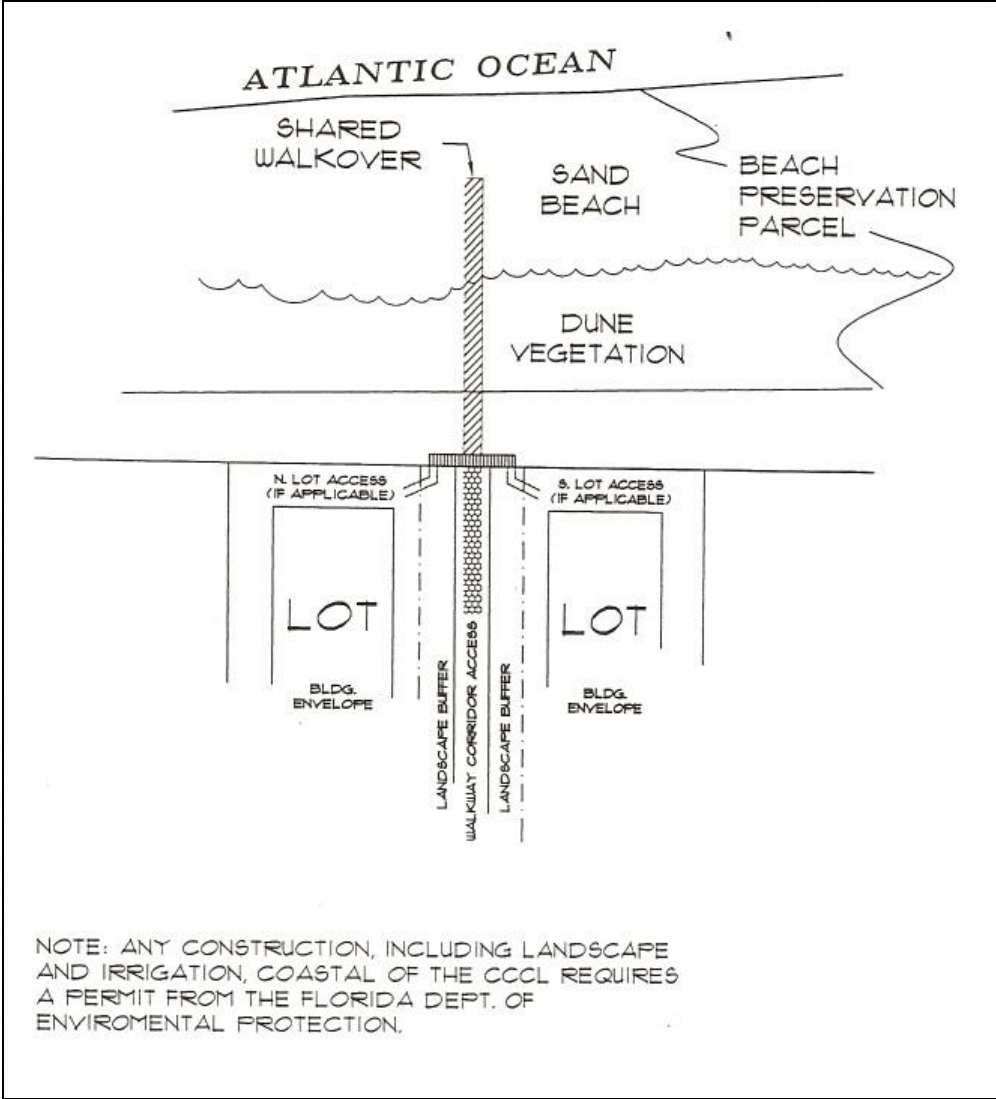 ATLANTIC OCEAN
SHARED
WALKOVER
SAND
BEACH
BEACH
PRESERVATION
PARCEL
DUNE
VEGETATION
N. LOT ACCESS
(IF APPLICABLE)
S. LOT ACCESS
(IF APPLICABLE)
LOT
BLDG.
ENVELOPE
LANDSCAPE BUFFER
WALKWAY CORRIDOR ACCESS
LANDSCAPE BUFFER
LOT
BLDG.
ENVELOPE
NOTE: ANY CONSTRUCTION, INCLUDING LANDSCAPE
AND IRRIGATION, COASTAL OF THE CCCL REQUIRES
A PERMIT FROM THE FLORIDA DEPT. OF
ENVIROMENTAL PROTECTION.